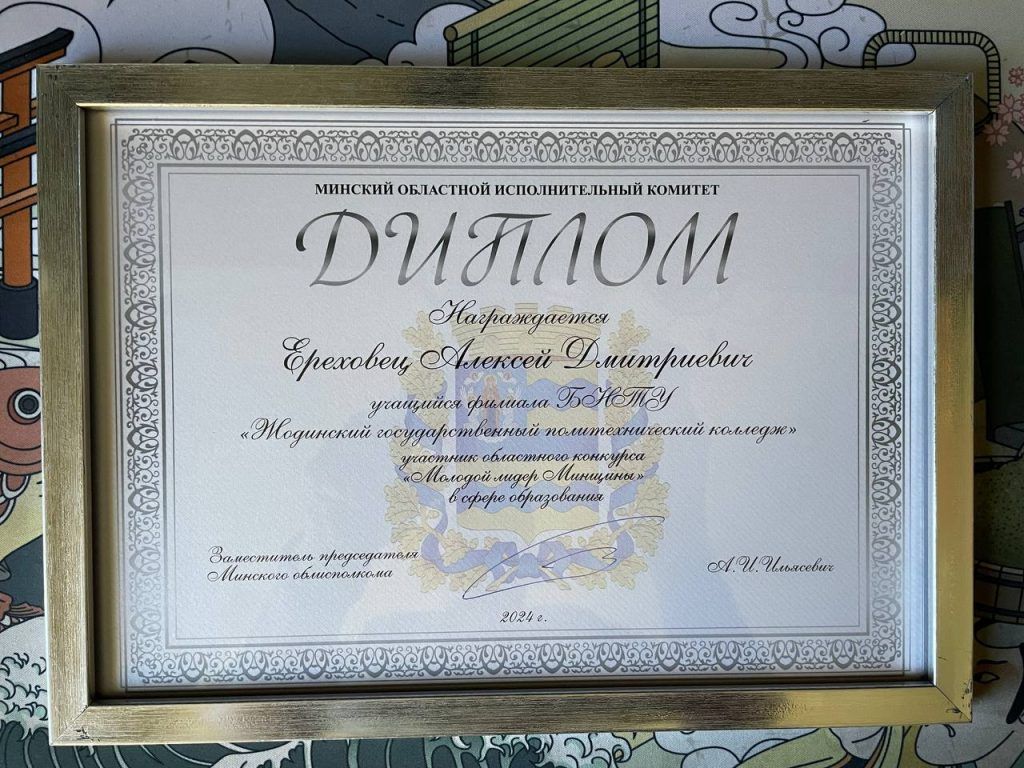 МИНСКИЙ ОБЛАСТНОЙ ИСПОЛНИТЕЛЬНЫЙ КОМИТЕТ
ДИПЛОМ
Награждается
Ереховец Алексей Дмитриевич
учащийся филиала БНТУ
«Жодинский государственный политехнический колледж»
участник областного конкурса
«Молодой лидер Минщины»
в сфере образования
Заместитель председателя
Минского облисполкома
А.И.Ильясевич
2024 г.